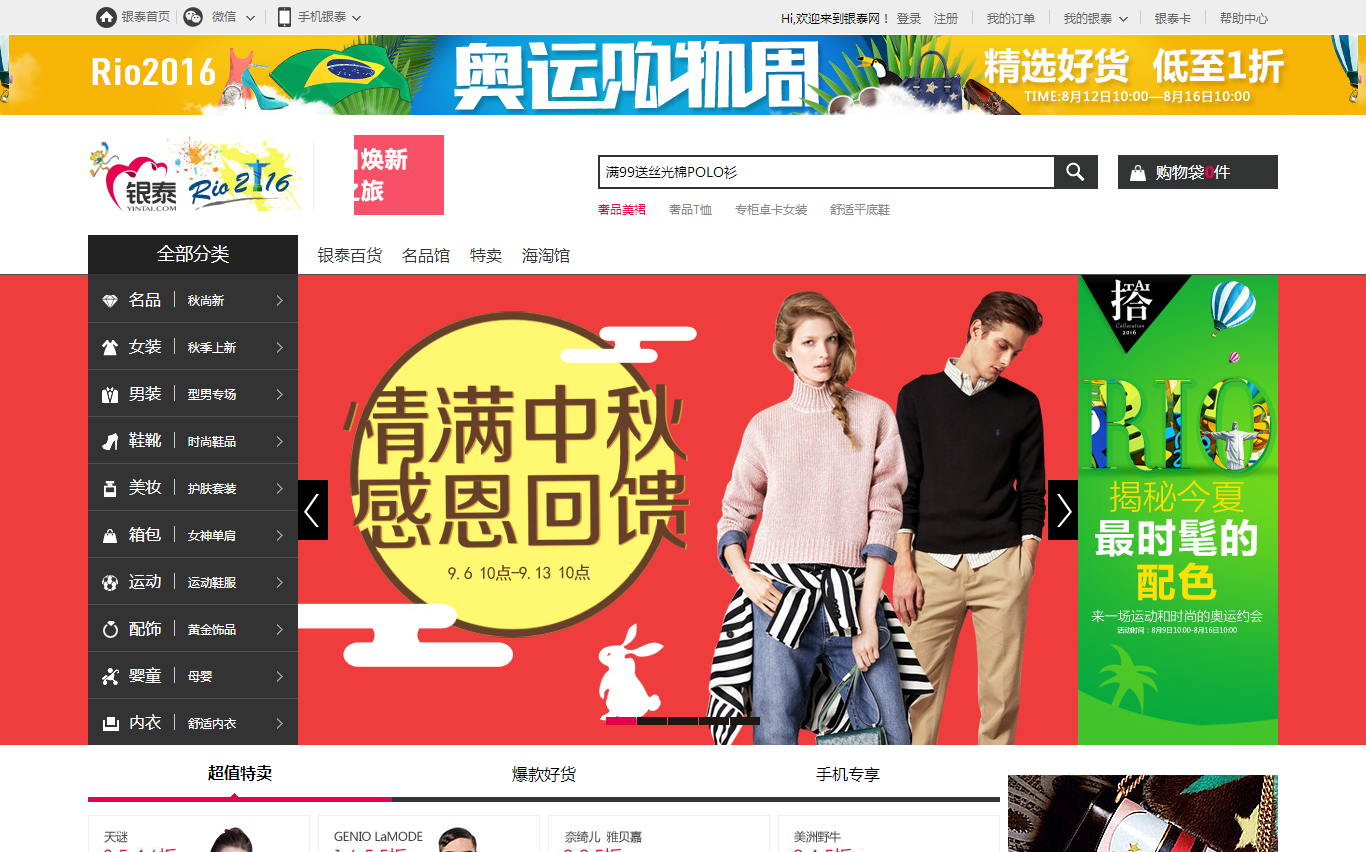 银泰首页 微信 手机银泰 Hi,欢迎来到银泰网！ 登录 注册 我的订单 我的银泰 银泰卡 帮助中心
Rio2016 奥运购物周 精选好货 低至1折
TIME:8月12日10:00—8月16日10:00
银泰
YINTAI.COM
Rio 2016
焕新
之旅
满99送丝光棉POLO衫
购物袋0件
奢品美裙 奢品T恤 专柜卓卡女装 舒适平底鞋
全部分类 银泰百货 名品馆 特卖 海淘馆
名品 秋尚新
女装 秋季上新
男装 型男专场
鞋靴 时尚鞋品
美妆 护肤套装
箱包 女神单肩
运动 运动鞋服
配饰 黄金饰品
婴童 母婴
内衣 舒适内衣
情满中秋
感恩回馈
9.6 10点-9.13 10点
拾
Collocation
2016
RIO
揭秘今夏
最时髦的
配色
来一场运动和时尚的奥运约会
活动时间：8月9日10:00-8月16日10:00
超值特卖 爆款好货 手机专享
天谜 GENIO LaMODE 奈绮儿 雅贝嘉 美洲野牛